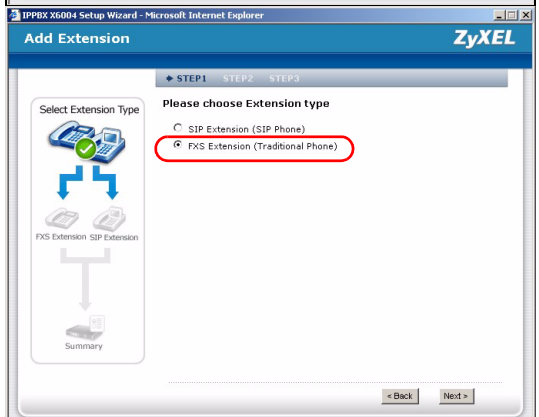 IPPBX X6004 Setup Wizard - Microsoft Internet Explorer
Add Extension
ZyXEL
STEP1 STEP2 STEP3
Select Extension Type
Please choose Extension type
SIP Extension (SIP Phone)
FXS Extension (Traditional Phone)
FXS Extension SIP Extension
Summary
< Back Next >